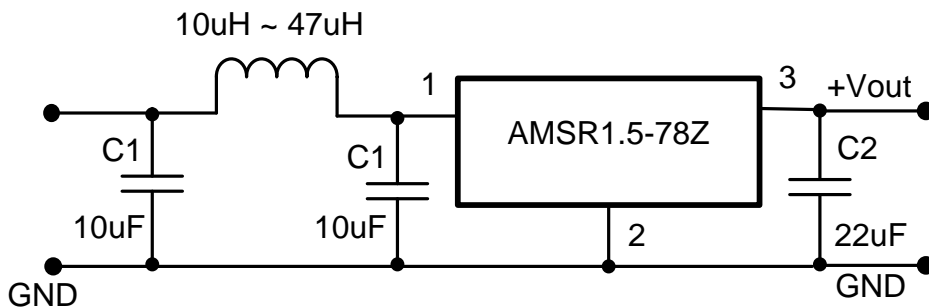 10uH ~ 47uH
1
3
+Vout
AMSR1.5-78Z
C1
C1
C2
10uF
10uF
2
22uF
GND
GND